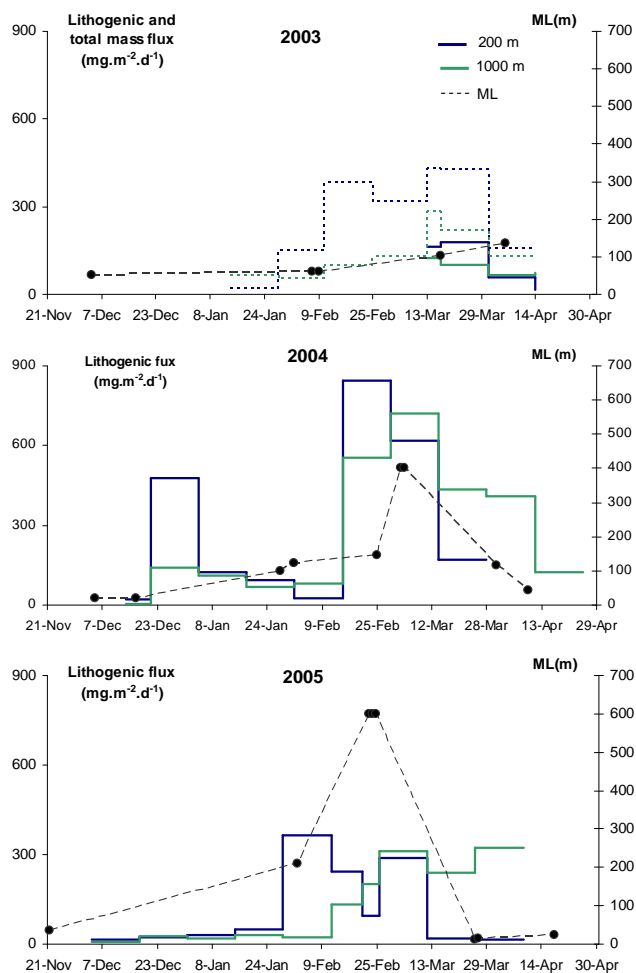 Lithogenic and
total mass flux
(mg.m-2.d-1)
2003
ML(m)
900
600
300
0
700
600
500
400
300
200
100
0
200 m
1000 m
ML
21-Nov 7-Dec 23-Dec 8-Jan 24-Jan 9-Feb 25-Feb 13-Mar 29-Mar 14-Apr 30-Apr
Lithogenic fux
(mg.m-2.d-1)
2004
ML (m)
900
600
300
0
700
600
500
400
300
200
100
0
21-Nov 7-Dec 23-Dec 8-Jan 24-Jan 9-Feb 25-Feb 12-Mar 28-Mar 13-Apr 29-Apr
Lithogenic flux
(mg.m-2.d-1)
2005
ML(m)
900
600
300
0
700
600
500
400
300
200
100
0
21-Nov 7-Dec 23-Dec 8-Jan 24-Jan 9-Feb 25-Feb 13-Mar 29-Mar 14-Apr 30-Apr